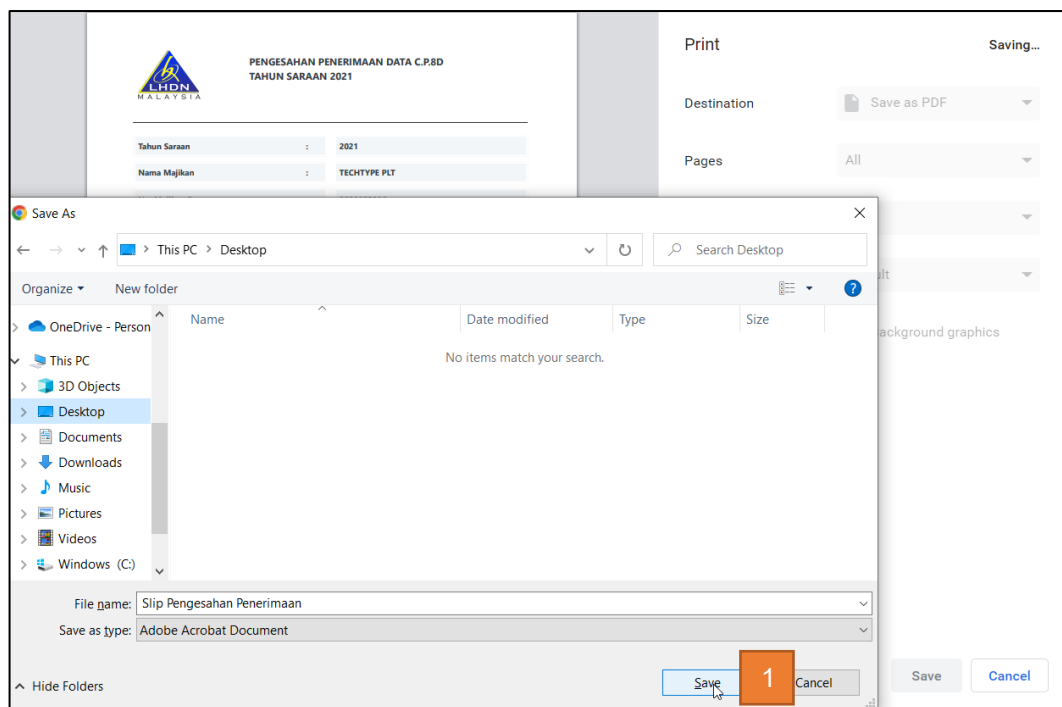 LHDN
MALAYSIA
PENGESAHAN PENERIMAAN DATA C.P.8D
TAHUN SARAAN 2021
Tahun Saraan : 2021
Nama Majikan : TECHTYPE PLT
Print Saving...
Destination Save as PDF
Pages All
Save As
This PC > Desktop
Search Desktop
Organize New folder
ackground graphics
Name Date modified Type Size
No items match your search.
OneDrive - Person
This PC
3D Objects
Desktop
Documents
Downloads
Music
Pictures
Videos
Windows (C:)
File name: Slip Pengesahan Penerimaan
Save as type: Adobe Acrobat Document
Hide Folders
Save
1
Cancel
Save Cancel